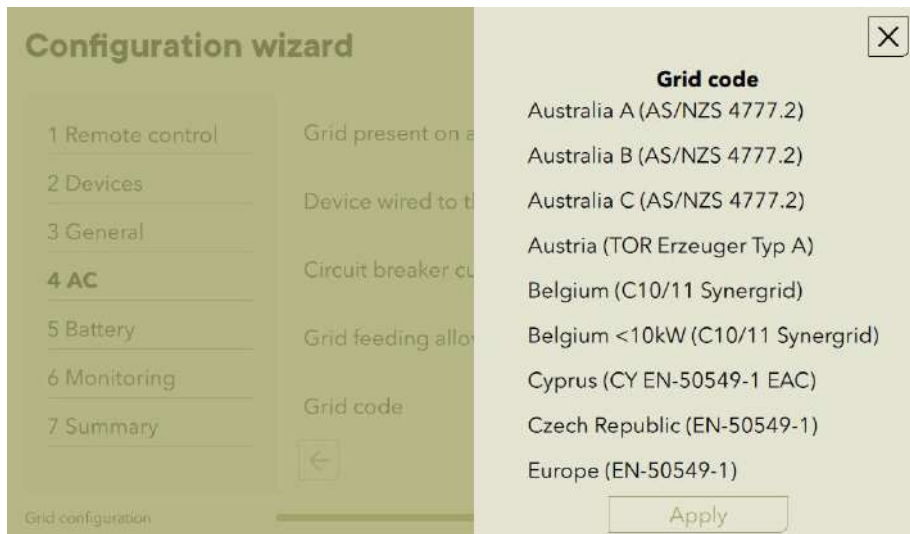 Configuration wizard
1 Remote control
2 Devices
3 General
4 AC
5 Battery
6 Monitoring
7 Summary
Grid present on
Device wired to
Circuit breaker
Grid feeding
Grid code
Grid configuration
Grid code
Australia A (AS/NZS 4777.2)
Australia B (AS/NZS 4777.2)
Australia C (AS/NZS 4777.2)
Austria (TOR Erzeuger Typ A)
Belgium (C10/11 Synergrid)
Belgium <10kW (C10/11 Synergrid)
Cyprus (CY EN-50549-1 EAC)
Czech Republic (EN-50549-1)
Europe (EN-50549-1)
Apply